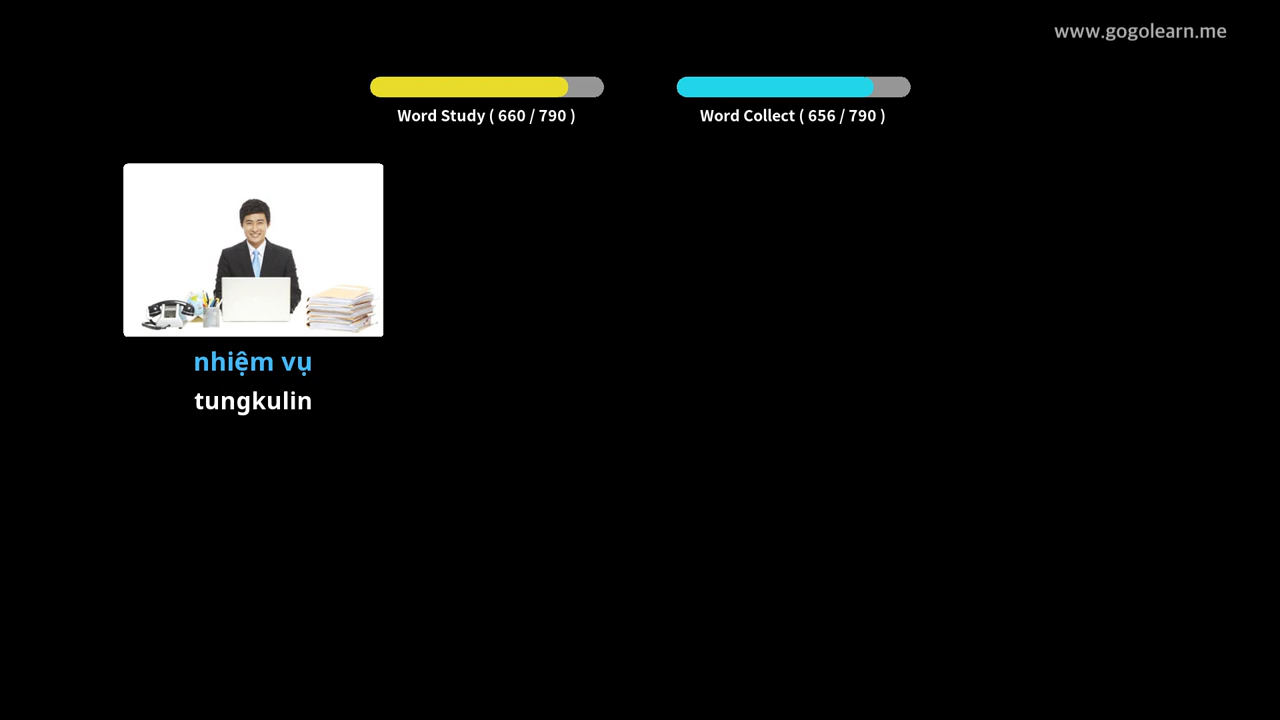 www.gogolearn.me
Word Study ( 660 / 790 )
Word Collect ( 656 / 790 )
nhiệm vụ
tungkulin